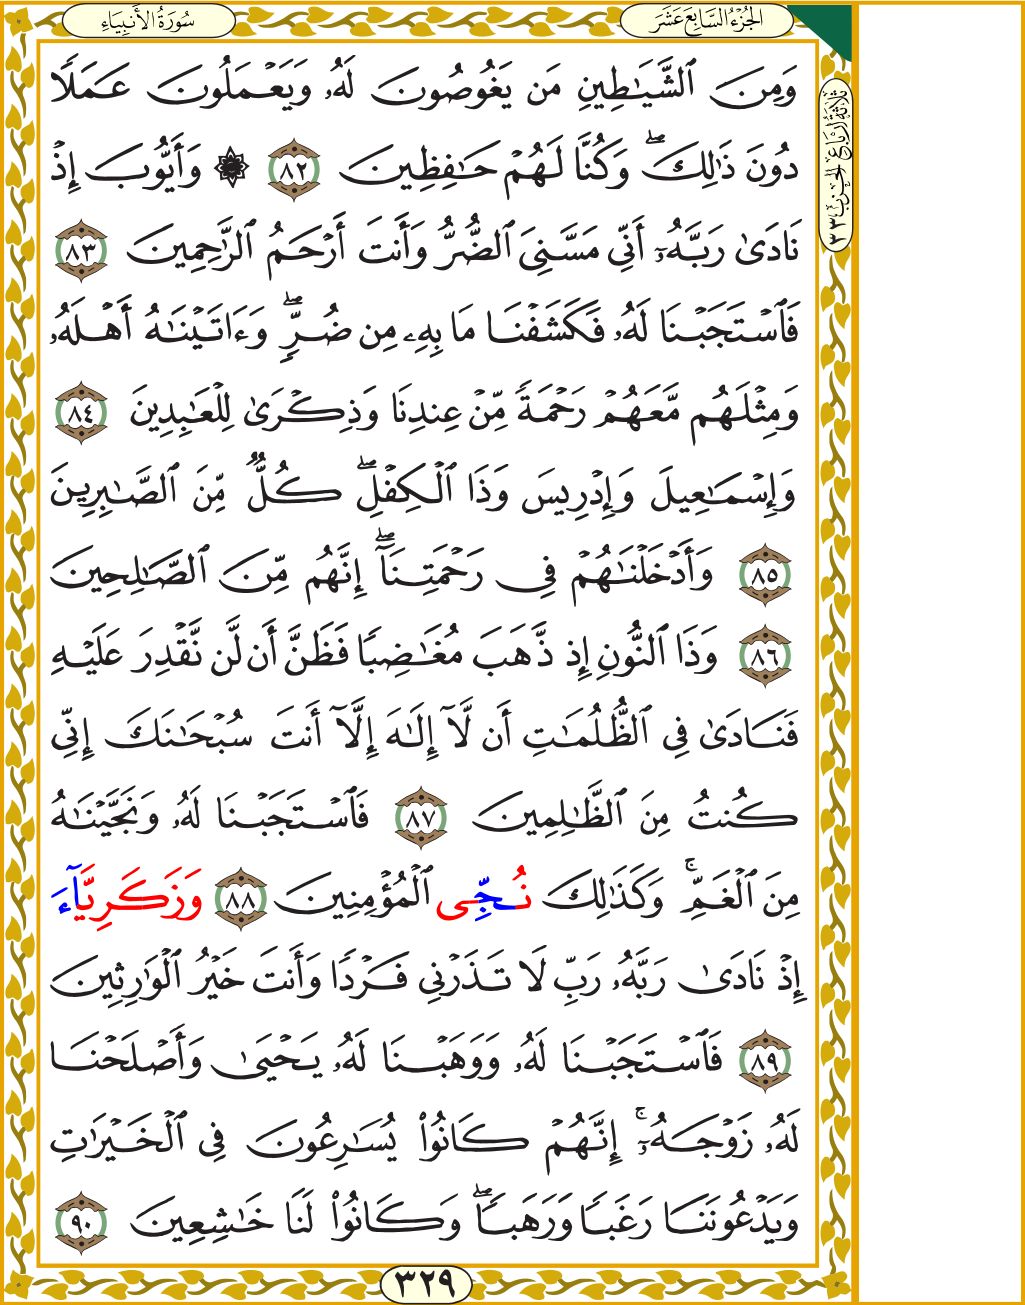 سُورَةُ الأَنبِيَاءِ
الجُزْءُ السَّابِعَ عَشَرَ
ثَلَاثَةُ أَرْبَاعِ الْحِزْبِ ٣٣
وَمِنَ ٱلشَّيَـٰطِينِ مَن يَغُوصُونَ لَهُۥ وَيَعْمَلُونَ عَمَلًا
دُونَ ذَٰلِكَ ۖ وَكُنَّا لَهُمْ حَـٰفِظِينَ ٨٢ ۞ وَأَيُّوبَ إِذْ
نَادَىٰ رَبَّهُۥٓ أَنِّى مَسَّنِىَ ٱلضُّرُّ وَأَنتَ أَرْحَمُ ٱلرَّٰحِمِينَ ٨٣
فَٱسْتَجَبْنَا لَهُۥ فَكَشَفْنَا مَا بِهِۦ مِن ضُرٍّ ۖ وَءَاتَيْنَـٰهُ أَهْلَهُۥ
وَمِثْلَهُم مَّعَهُمْ رَحْمَةً مِّنْ عِندِنَا وَذِكْرَىٰ لِلْعَـٰبِدِينَ ٨٤
وَإِسْمَـٰعِيلَ وَإِدْرِيسَ وَذَا ٱلْكِفْلِ ۖ كُلٌّ مِّنَ ٱلصَّـٰبِرِينَ
٨٥ وَأَدْخَلْنَـٰهُمْ فِى رَحْمَتِنَآ ۖ إِنَّهُم مِّنَ ٱلصَّـٰلِحِينَ
٨٦ وَذَا ٱلنُّونِ إِذ ذَّهَبَ مُغَـٰضِبًا فَظَنَّ أَن لَّن نَّقْدِرَ عَلَيْهِ
فَنَادَىٰ فِى ٱلظُّلُمَـٰتِ أَن لَّآ إِلَـٰهَ إِلَّآ أَنتَ سُبْحَـٰنَكَ إِنِّى
كُنتُ مِنَ ٱلظَّـٰلِمِينَ ٨٧ فَٱسْتَجَبْنَا لَهُۥ وَنَجَّيْنَـٰهُ
مِنَ ٱلْغَمِّ ۚ وَكَذَٰلِكَ نُـجِّى ٱلْمُؤْمِنِينَ ٨٨ وَزَكَرِيَّآءَ
إِذْ نَادَىٰ رَبَّهُۥ رَبِّ لَا تَذَرْنِى فَرْدًا وَأَنتَ خَيْرُ ٱلْوَٰرِثِينَ
٨٩ فَٱسْتَجَبْنَا لَهُۥ وَوَهَبْنَا لَهُۥ يَحْيَىٰ وَأَصْلَحْنَا
لَهُۥ زَوْجَهُۥٓ ۚ إِنَّهُمْ كَانُوا۟ يُسَـٰرِعُونَ فِى ٱلْخَيْرَٰتِ
وَيَدْعُونَنَا رَغَبًا وَرَهَبًا ۖ وَكَانُوا۟ لَنَا خَـٰشِعِينَ ٩٠
٣٢٩